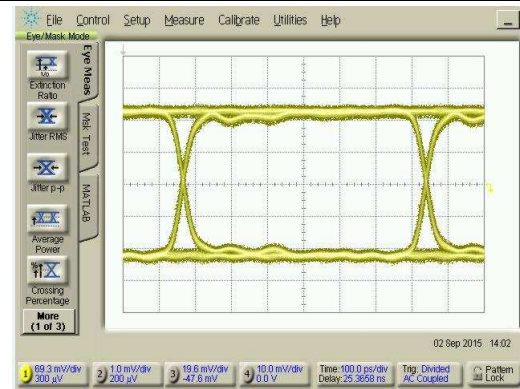 File Control Setup Measure Calibrate Utilities Help
Eye/Mask Mode
Extinction
Ratio
Jitter RMS
Jitter p-p
Average
Power
Crossing
Percentage
More
(1 of 3)
Eye Meas
Msk Test
MATLAB
02 Sep 2015 14:02
1 69.3 mV/div
300 µV
2 1.0 mV/div
200 µV
3 19.6 mV/div
-47.6 mV
4 10.0 mV/div
0.0 V
Time:100.0 ps/div
Delay:25.3658 ns
Trig: Divided
AC Coupled
Pattern
Lock